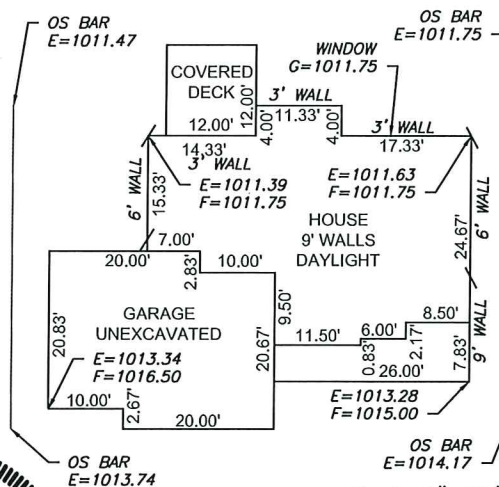 OS BAR
E=1011.47
OS BAR
E=1011.75
WINDOW
G=1011.75
COVERED
DECK
12.00'
3' WALL
11.33'
4.00'
4.00'
12.00'
14.33'
3' WALL
3' WALL
17.33'
E=1011.39
F=1011.75
E=1011.63
F=1011.75
6' WALL
15.33'
6' WALL
24.67'
HOUSE
9' WALLS
DAYLIGHT
7.00'
20.00'
2.83'
10.00'
9.50'
GARAGE
UNEXCAVATED
20.83'
20.67'
11.50'
6.00'
8.50'
0.83'
2.17'
7.83'
9' WALL
26.00'
E=1013.34
F=1016.50
10.00'
2.67'
20.00'
E=1013.28
F=1015.00
OS BAR
E=1013.74
OS BAR
E=1014.17